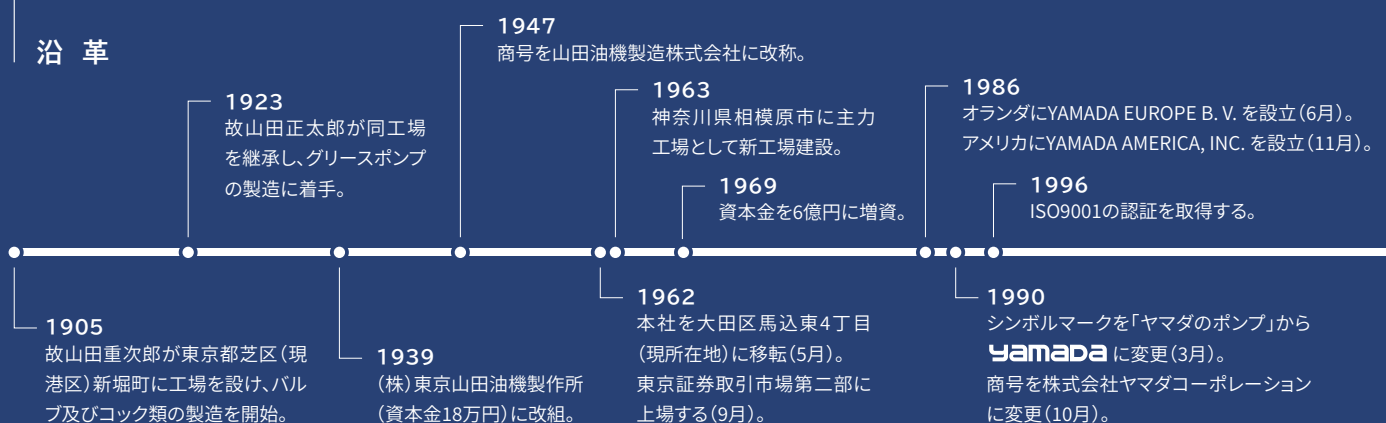 沿革
1905
故山田重次郎が東京都芝区(現
港区)新堀町に工場を設け、バル
ブ及びコック類の製造を開始。
1923
故山田正太郎が同工場
を継承し、グリースポンプ
の製造に着手。
1939
(株)東京山田油機製作所
(資本金18万円)に改組。
1947
商号を山田油機製造株式会社に改称。
1962
本社を大田区馬込東4丁目
(現所在地)に移転(5月)。
東京証券取引市場第二部に
上場する(9月)。
1963
神奈川県相模原市に主力
工場として新工場建設。
1969
資本金を6億円に増資。
1986
オランダにYAMADA EUROPE B. V. を設立(6月)。
アメリカにYAMADA AMERICA, INC. を設立(11月)。
1990
シンボルマークを「ヤマダのポンプ」から
yamada に変更(3月)。
商号を株式会社ヤマダコーポレーション
に変更(10月)。
1996
ISO9001の認証を取得する。